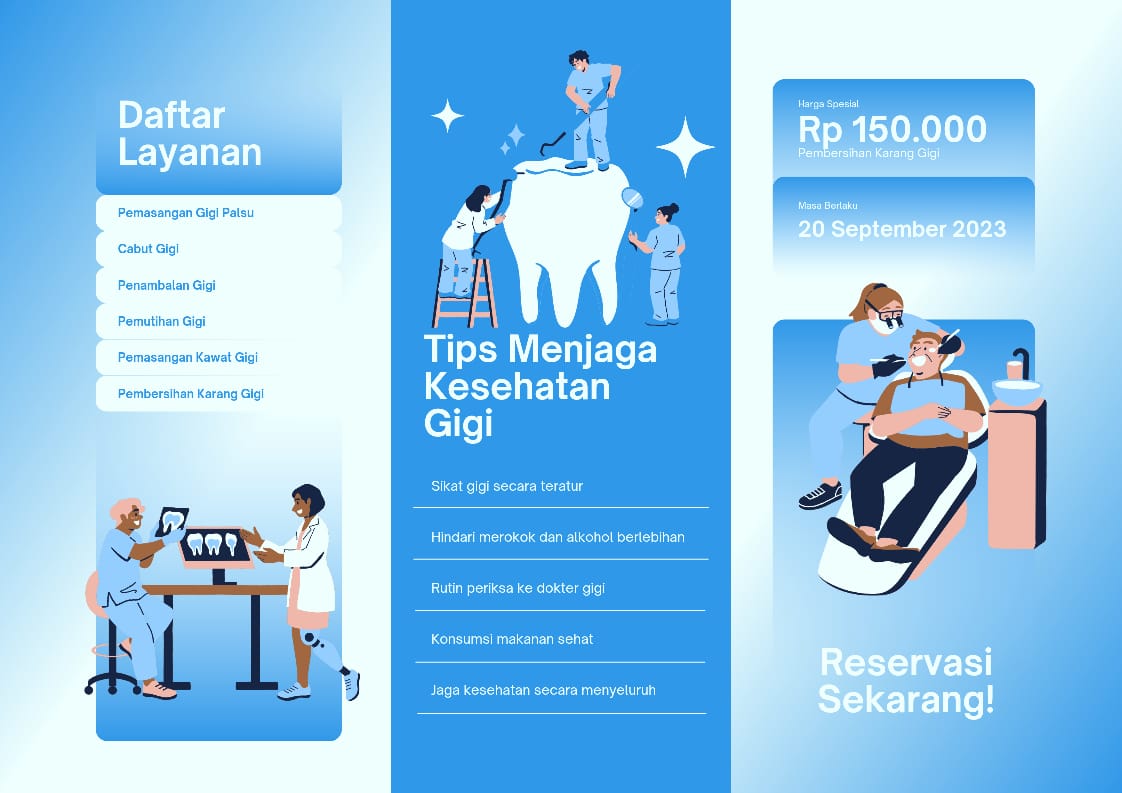 Daftar
Layanan
Pemasangan Gigi Palsu
Cabut Gigi
Penambalan Gigi
Pemutihan Gigi
Pemasangan Kawat Gigi
Pembersihan Karang Gigi
Tips Menjaga
Kesehatan
Gigi
Sikat gigi secara teratur
Hindari merokok dan alkohol berlebihan
Rutin periksa ke dokter gigi
Konsumsi makanan sehat
Jaga kesehatan secara menyeluruh
Harga Spesial
Rp 150.000
Pembersihan Karang Gigi
Masa Berlaku
20 September 2023
Reservasi
Sekarang!